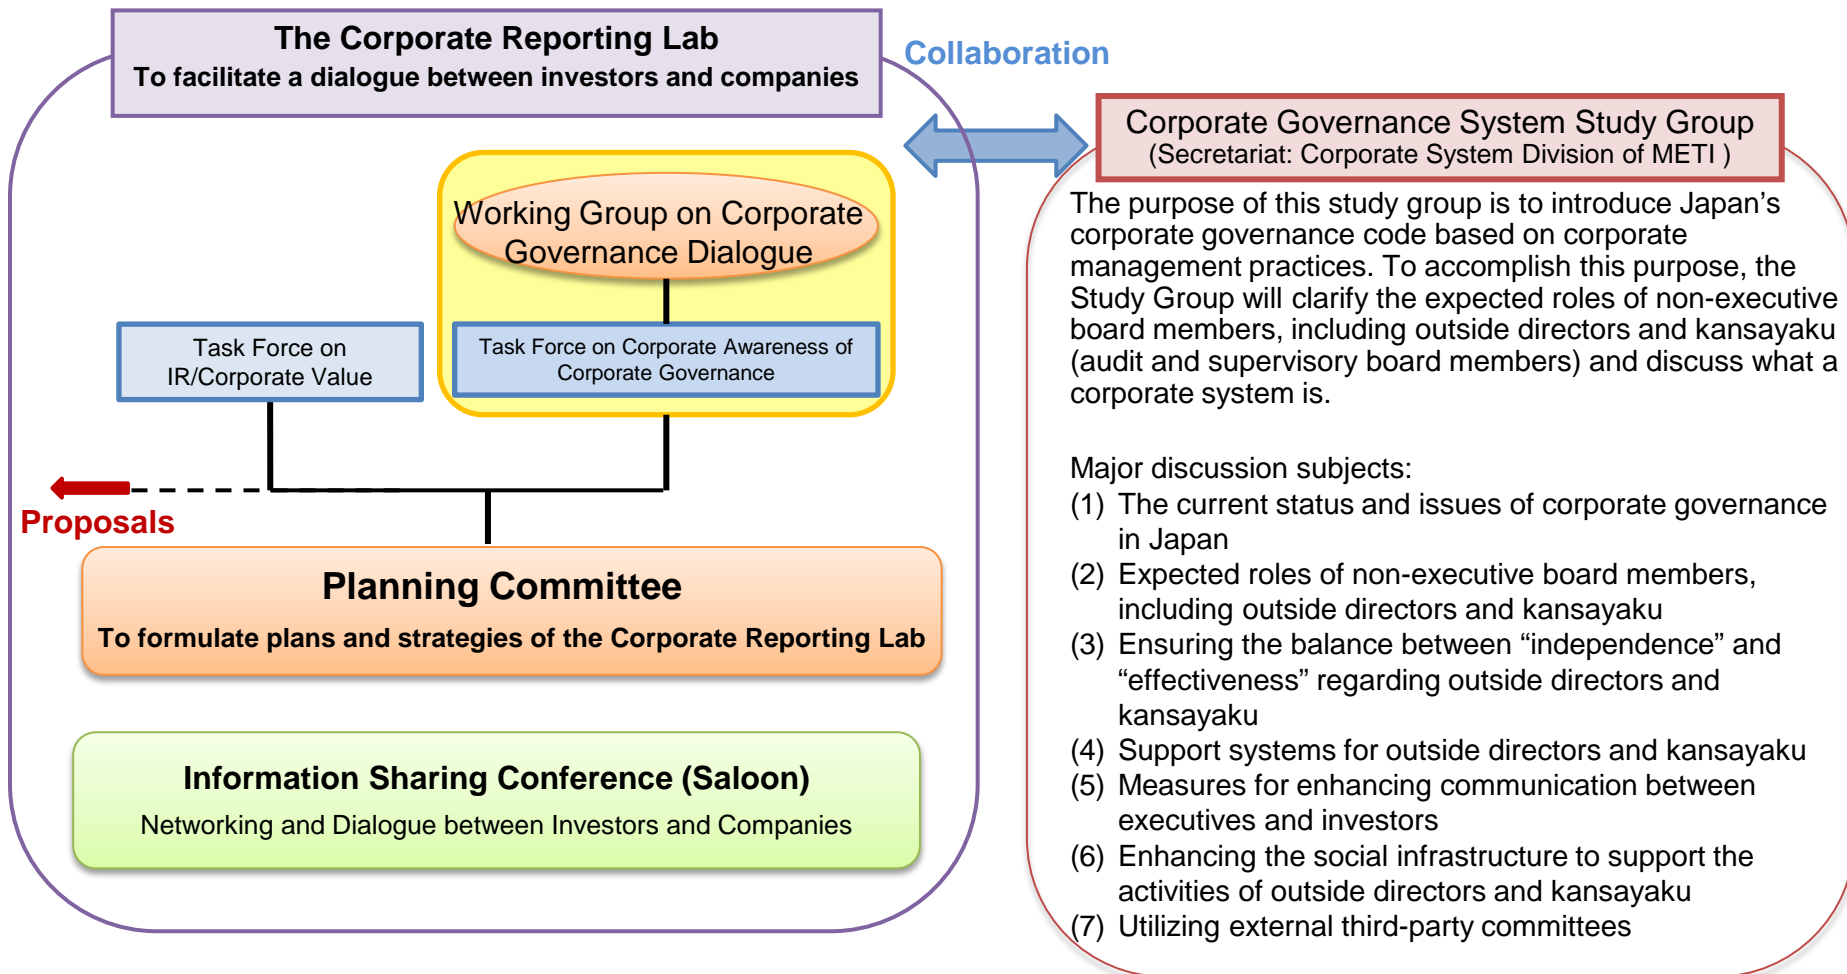 The Corporate Reporting Lab
To facilitate a dialogue between investors and companies
Collaboration
Working Group on Corporate
Governance Dialogue
Task Force on
IR/Corporate Value
Task Force on Corporate Awareness of
Corporate Governance
Proposals
Planning Committee
To formulate plans and strategies of the Corporate Reporting Lab
Information Sharing Conference (Saloon)
Networking and Dialogue between Investors and Companies
Corporate Governance System Study Group
(Secretariat: Corporate System Division of METI )
The purpose of this study group is to introduce Japan’s
corporate governance code based on corporate
management practices. To accomplish this purpose, the
Study Group will clarify the expected roles of non-executive
board members, including outside directors and kansayaku
(audit and supervisory board members) and discuss what a
corporate system is.
Major discussion subjects:
(1) The current status and issues of corporate governance
in Japan
(2) Expected roles of non-executive board members,
including outside directors and kansayaku
(3) Ensuring the balance between “independence” and
“effectiveness” regarding outside directors and
kansayaku
(4) Support systems for outside directors and kansayaku
(5) Measures for enhancing communication between
executives and investors
(6) Enhancing the social infrastructure to support the
activities of outside directors and kansayaku
(7) Utilizing external third-party committees